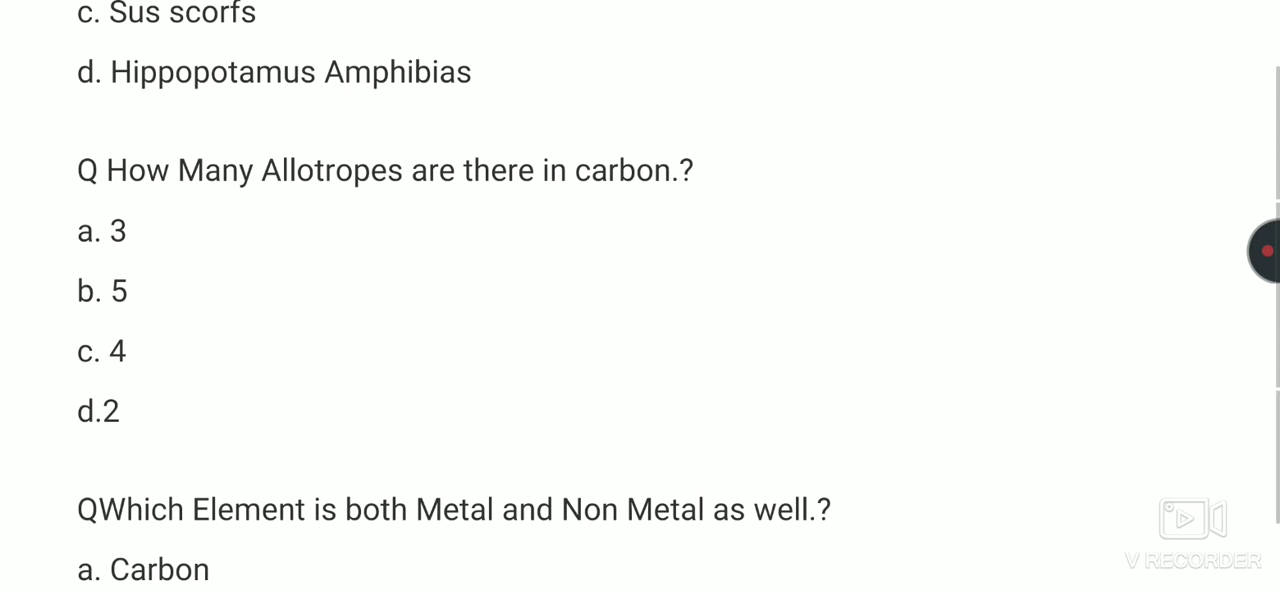 c. Sus scorfs
d. Hippopotamus Amphibias
Q How Many Allotropes are there in carbon.?
a. 3
b. 5
c. 4
d.2
QWhich Element is both Metal and Non Metal as well.?
a. Carbon
V RECORDER